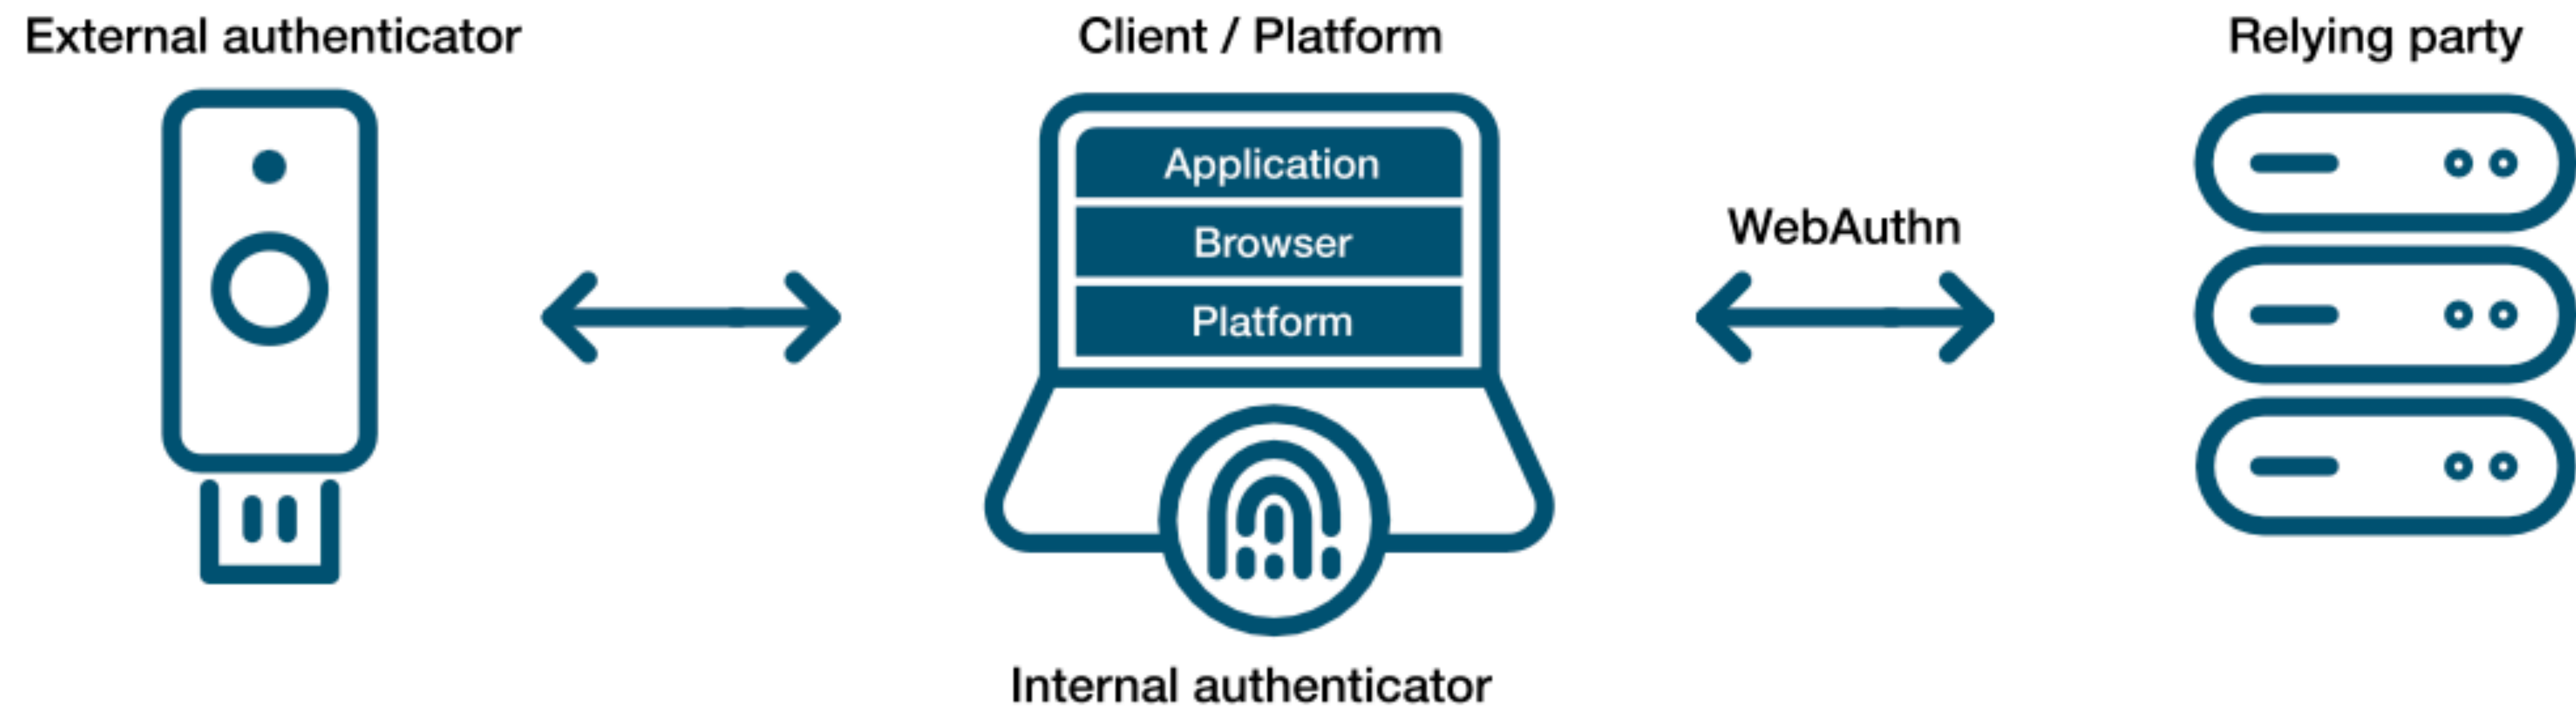 External authenticator
Client / Platform
Relying party
Application
Browser
Platform
WebAuthn
Internal authenticator